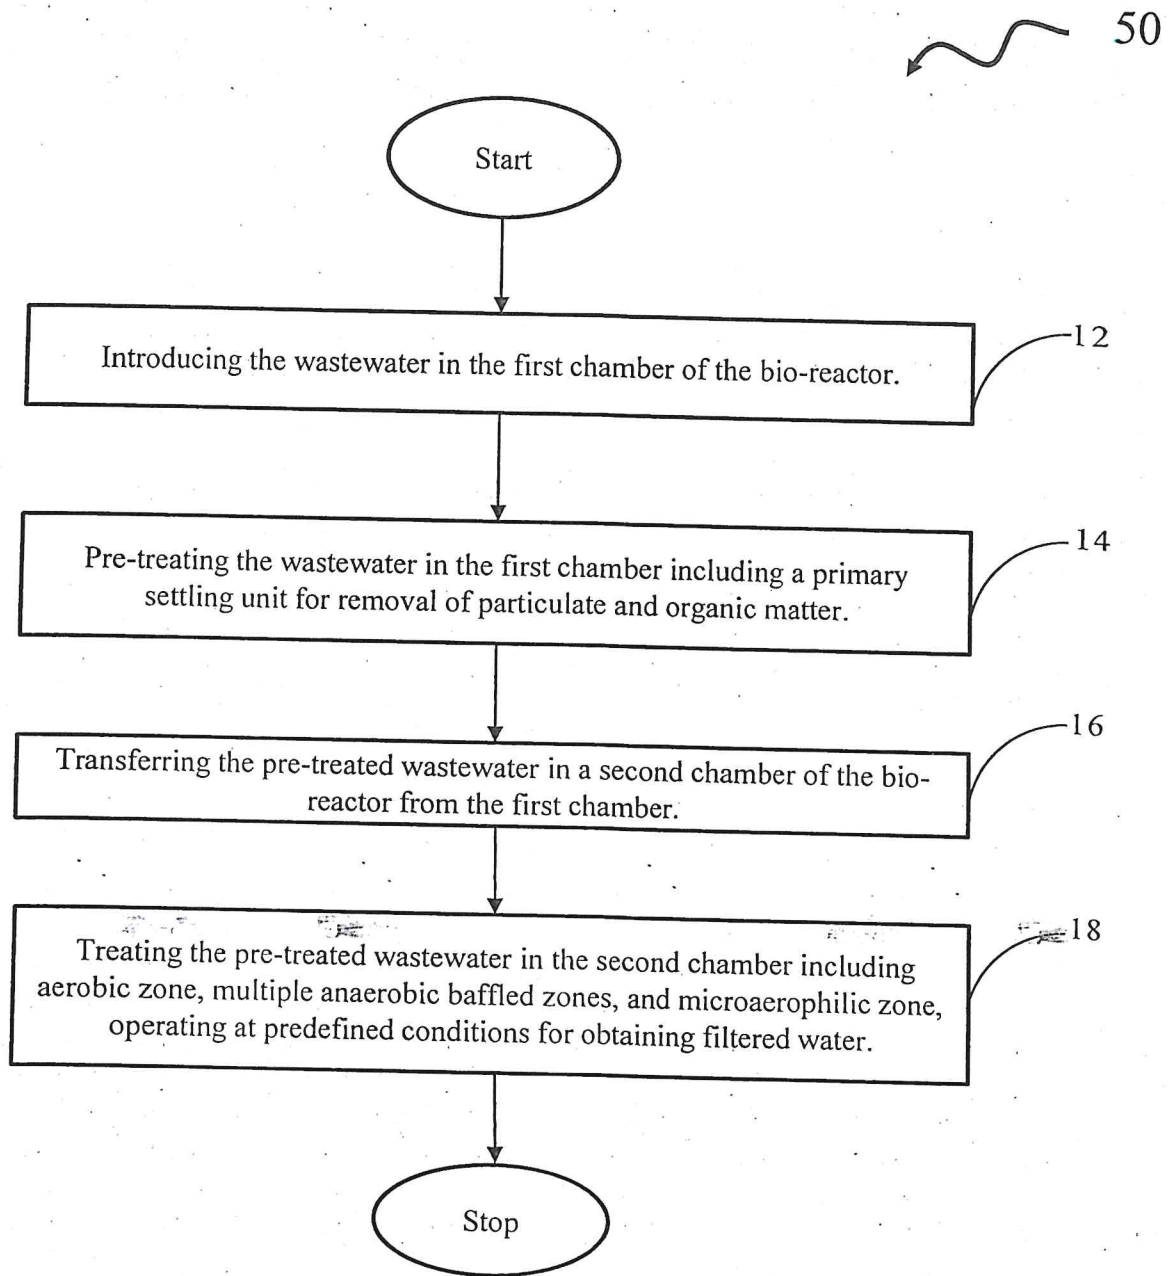 50
Start
Introducing the wastewater in the first chamber of the bio-reactor.
12
Pre-treating the wastewater in the first chamber including a primary
settling unit for removal of particulate and organic matter.
14
Transferring the pre-treated wastewater in a second chamber of the bio-
reactor from the first chamber.
16
Treating the pre-treated wastewater in the second chamber including
aerobic zone, multiple anaerobic baffled zones, and microaerophilic zone,
operating at predefined conditions for obtaining filtered water.
18
Stop